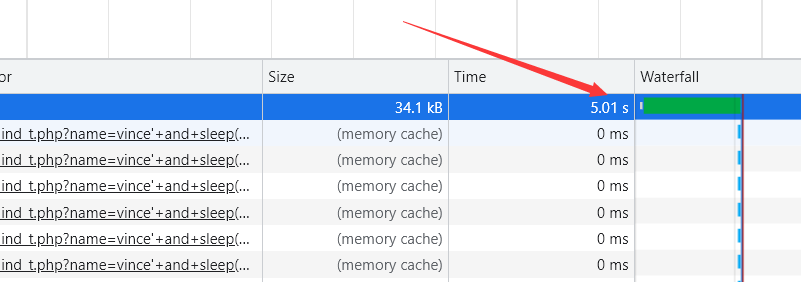 or Size Time Waterfall
34.1 kB 5.01 s
ind_t.php?name=vince'+and+sleep(... (memory cache) 0 ms
ind_t.php?name=vince'+and+sleep(... (memory cache) 0 ms
ind_t.php?name=vince'+and+sleep(... (memory cache) 0 ms
ind_t.php?name=vince'+and+sleep(... (memory cache) 0 ms
ind_t.php?name=vince'+and+sleep(... (memory cache) 0 ms
ind_t.php?name=vince'+and+sleep(... (memory cache) 0 ms